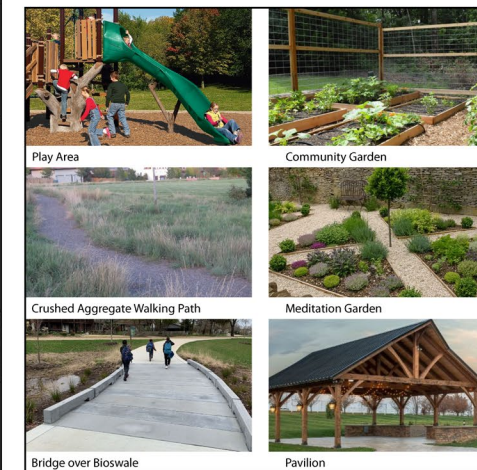 Play Area
Community Garden
Crushed Aggregate Walking Path
Meditation Garden
Bridge over Bioswale
Pavilion